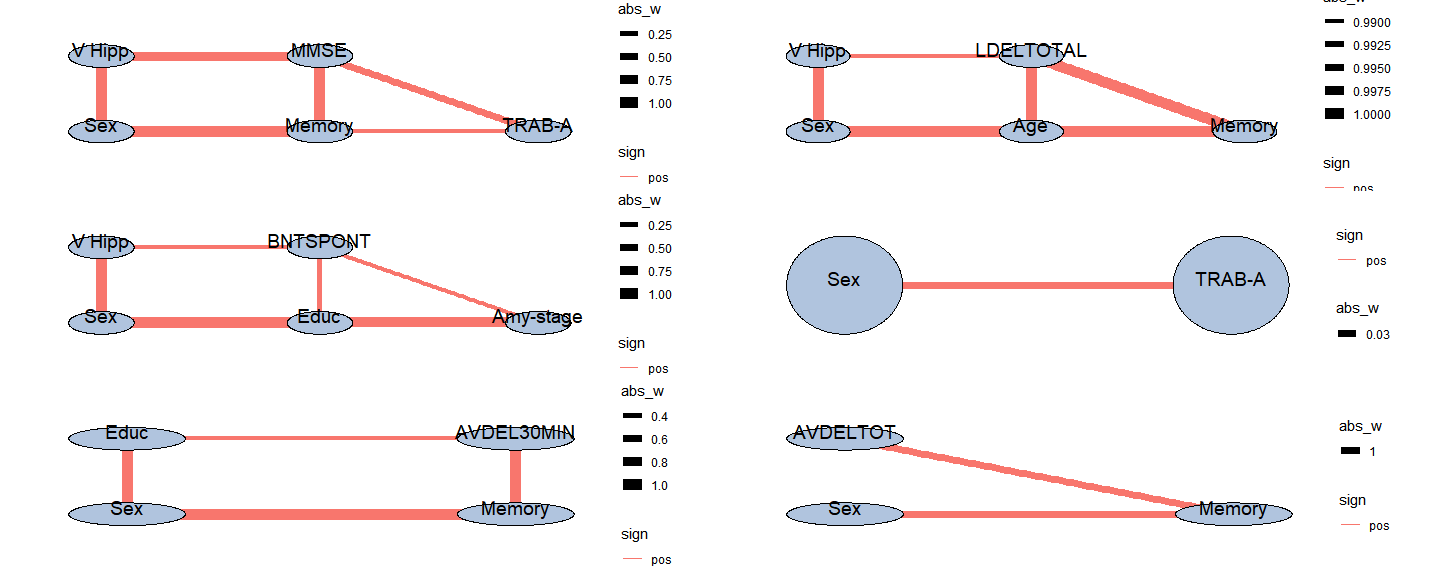 abs_w
V Hipp
MMSE
0.25
0.50
0.75
1.00
Sex
Memory
TRAB-A
sign
pos
abs_w
V Hipp
LDELTOTAL
0.9900
0.9925
0.9950
0.9975
1.0000
Sex
Age
Memory
sign
pos
abs_w
V Hipp
BNTSPONT
0.25
0.50
0.75
1.00
Sex
Educ
Amy-stage
sign
pos
sign
pos
Sex
TRAB-A
abs_w
0.03
abs_w
Educ
AVDEL30MIN
0.4
0.6
0.8
1.0
Sex
Memory
sign
pos
AVDELTOT
abs_w
1
Sex
Memory
sign
pos